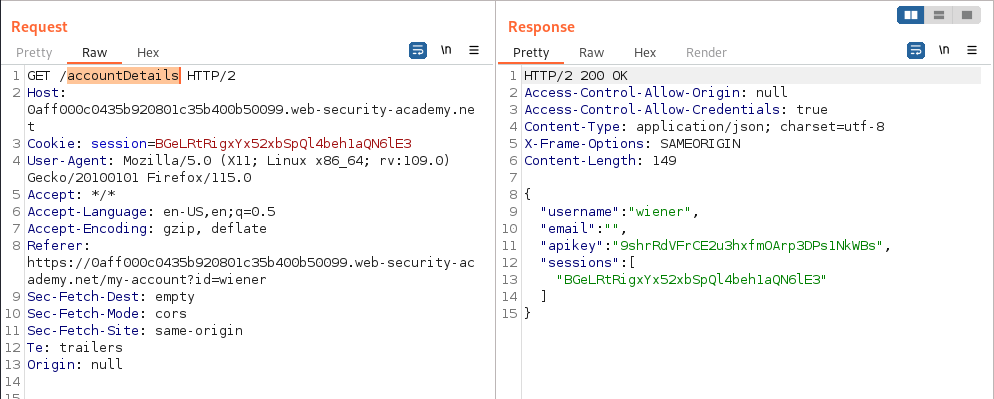 Request
Pretty Raw Hex \n
1 GET /accountDetails HTTP/2
2 Host:
0aff000c0435b920801c35b400b50099.web-security-academy.ne
t
3 Cookie: session=BGeLRtRigxYx52xbSpQl4beh1aQN6lE3
4 User-Agent: Mozilla/5.0 (X11; Linux x86_64; rv:109.0)
Gecko/20100101 Firefox/115.0
5 Accept: */*
6 Accept-Language: en-US,en;q=0.5
7 Accept-Encoding: gzip, deflate
8 Referer:
https://0aff000c0435b920801c35b400b50099.web-security-ac
ademy.net/my-account?id=wiener
9 Sec-Fetch-Dest: empty
10 Sec-Fetch-Mode: cors
11 Sec-Fetch-Site: same-origin
12 Te: trailers
13 Origin: null
14
15
Response
Pretty Raw Hex Render \n
1 HTTP/2 200 OK
2 Access-Control-Allow-Origin: null
3 Access-Control-Allow-Credentials: true
4 Content-Type: application/json; charset=utf-8
5 X-Frame-Options: SAMEORIGIN
6 Content-Length: 149
7
8 {
9 "username":"wiener",
10 "email":"",
11 "apikey":"9shrRdVFrCE2u3hxfmOArp3DPs1NkWBs",
12 "sessions":[
13 "BGeLRtRigxYx52xbSpQl4beh1aQN6lE3"
14 ]
15 }